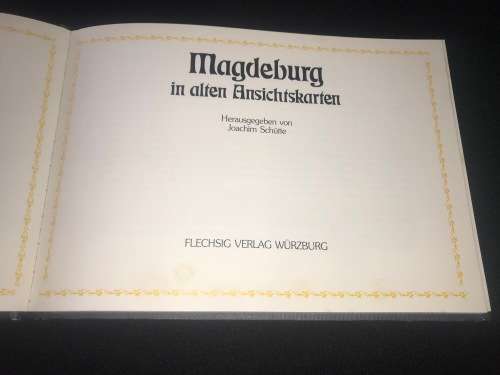 Magdeburg
in alten Ansichtskarten
Herausgegeben von
Joachim Schütte
FLECHSIG VERLAG WÜRZBURG